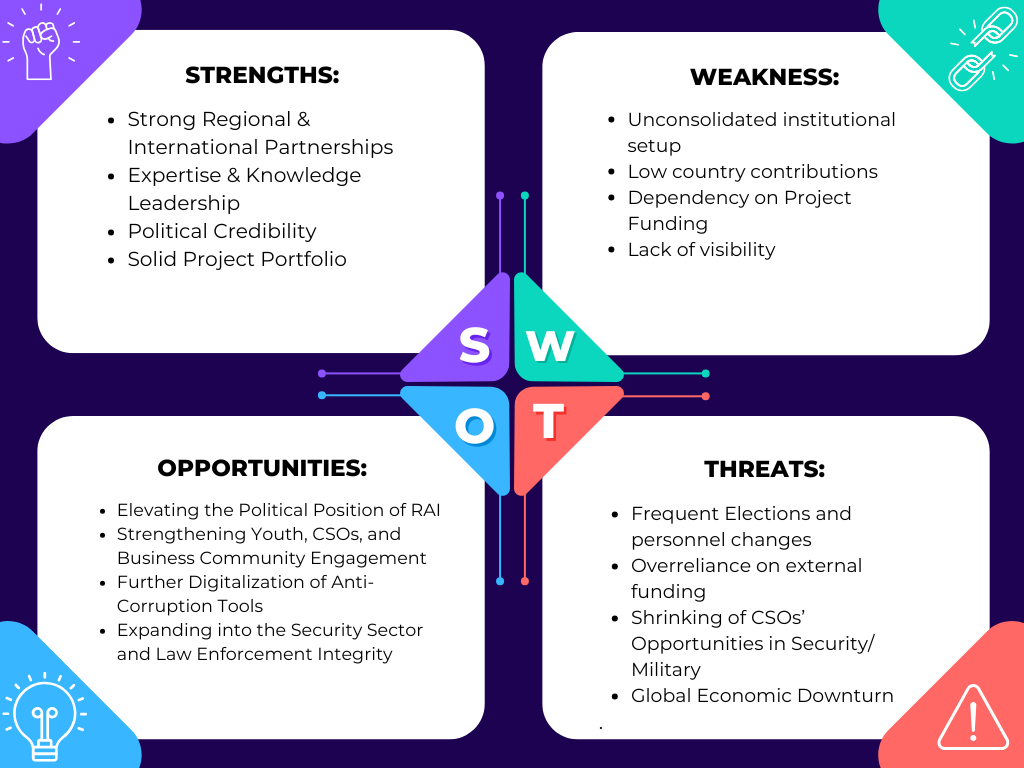 STRENGTHS:
• Strong Regional &
International Partnerships
• Expertise & Knowledge
Leadership
• Political Credibility
• Solid Project Portfolio
WEAKNESS:
• Unconsolidated institutional
setup
• Low country contributions
• Dependency on Project
Funding
• Lack of visibility
S
W
O
T
OPPORTUNITIES:
• Elevating the Political Position of RAI
• Strengthening Youth, CSOs, and
Business Community Engagement
• Further Digitalization of Anti-
Corruption Tools
• Expanding into the Security Sector
and Law Enforcement Integrity
THREATS:
• Frequent Elections and
personnel changes
• Overreliance on external
funding
• Shrinking of CSOs’
Opportunities in Security/
Military
• Global Economic Downturn
.